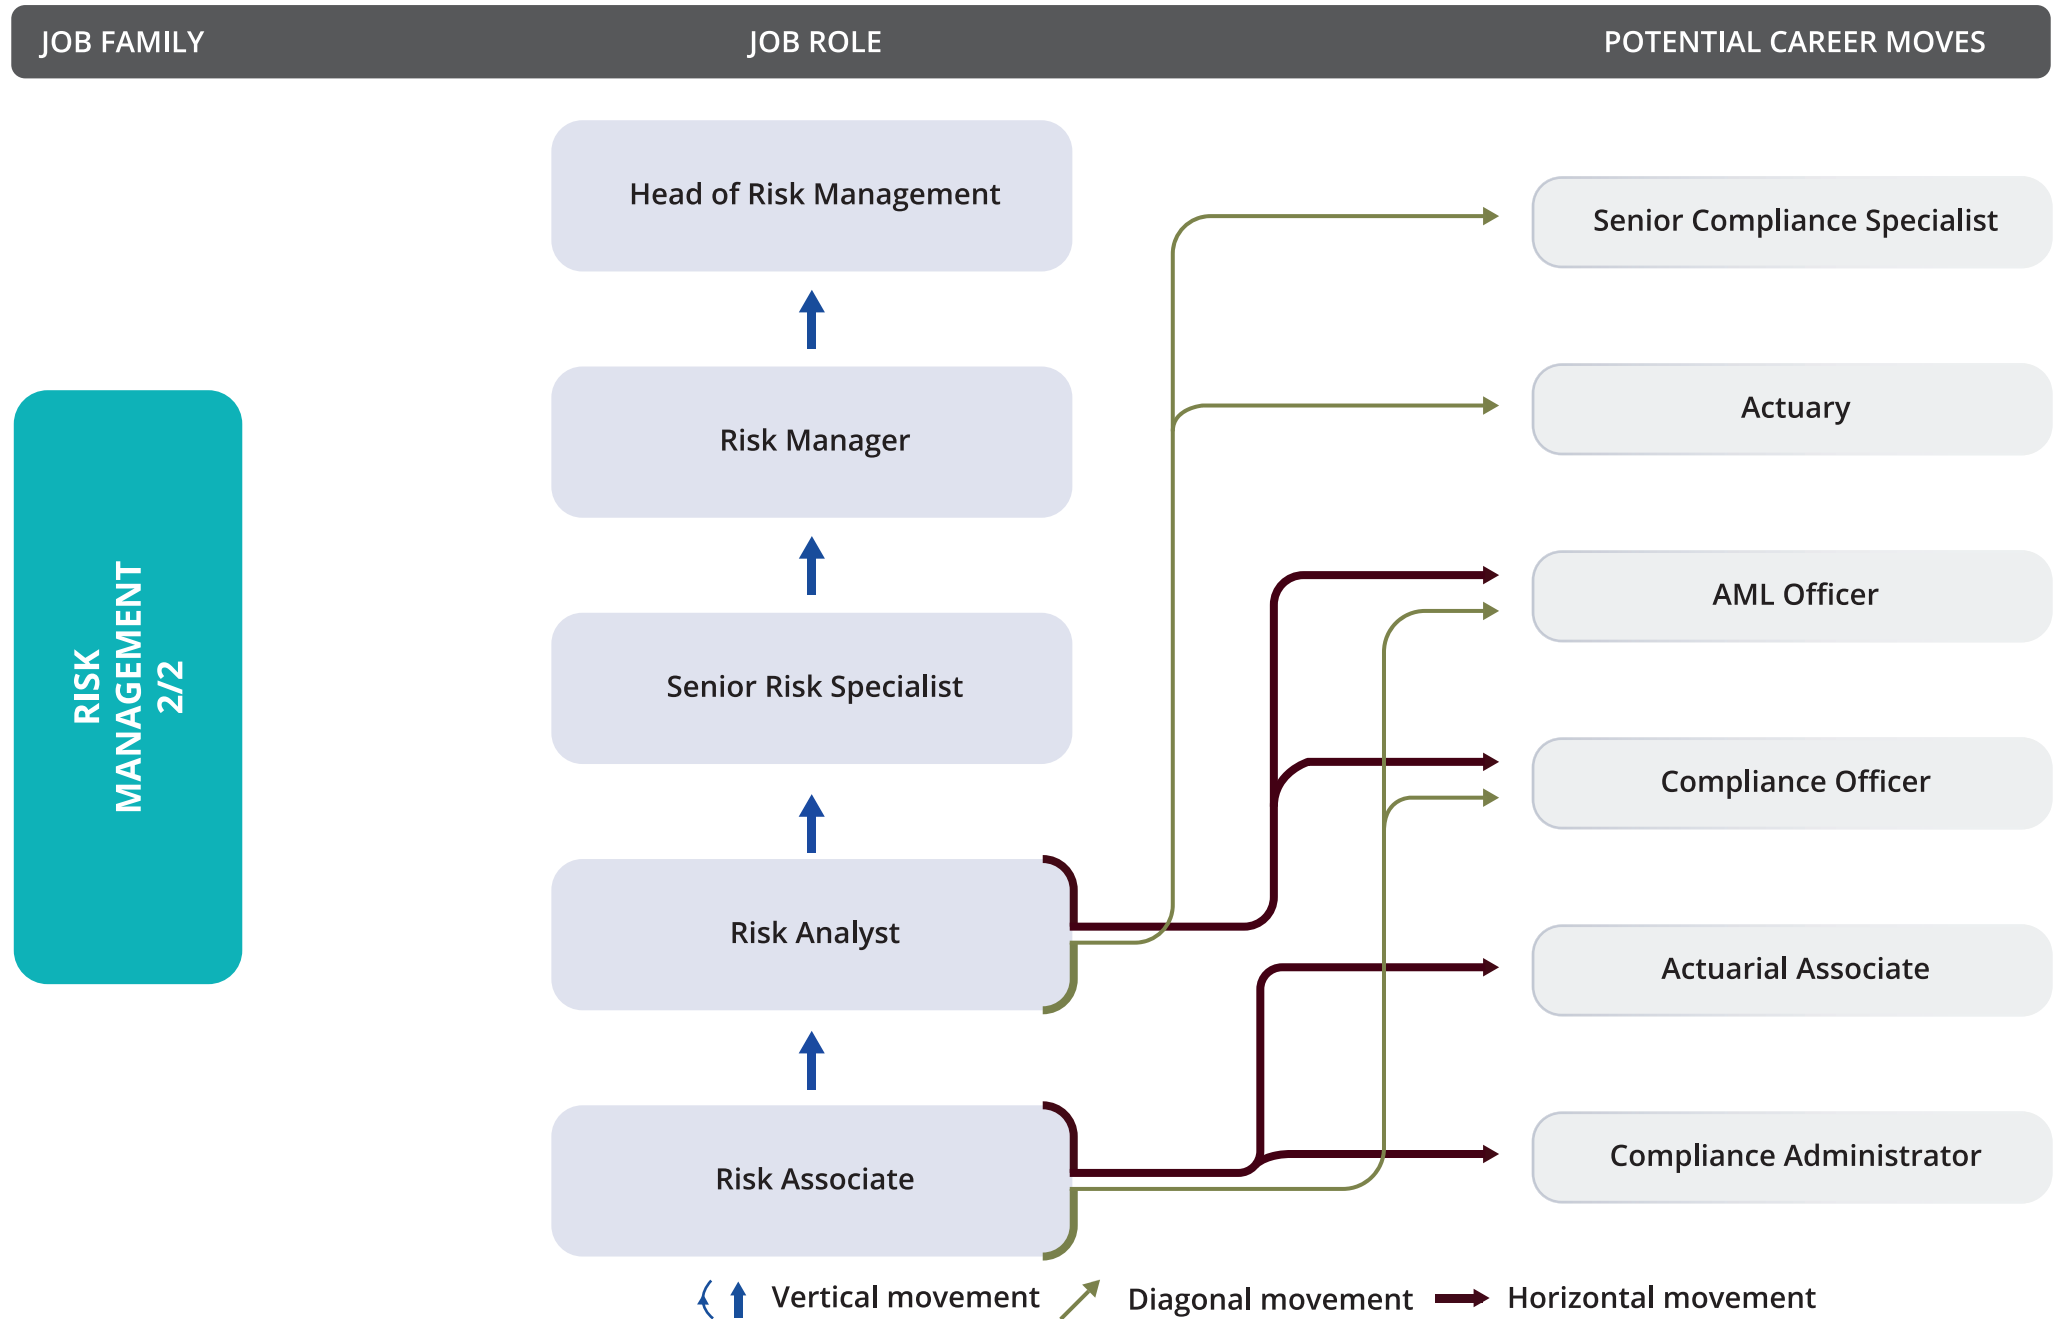 JOB FAMILY
JOB ROLE
POTENTIAL CAREER MOVES
RISK
MANAGEMENT
2/2
Head of Risk Management
Risk Manager
Senior Risk Specialist
Risk Analyst
Risk Associate
Senior Compliance Specialist
Actuary
AML Officer
Compliance Officer
Actuarial Associate
Compliance Administrator
Vertical movement
Diagonal movement
Horizontal movement